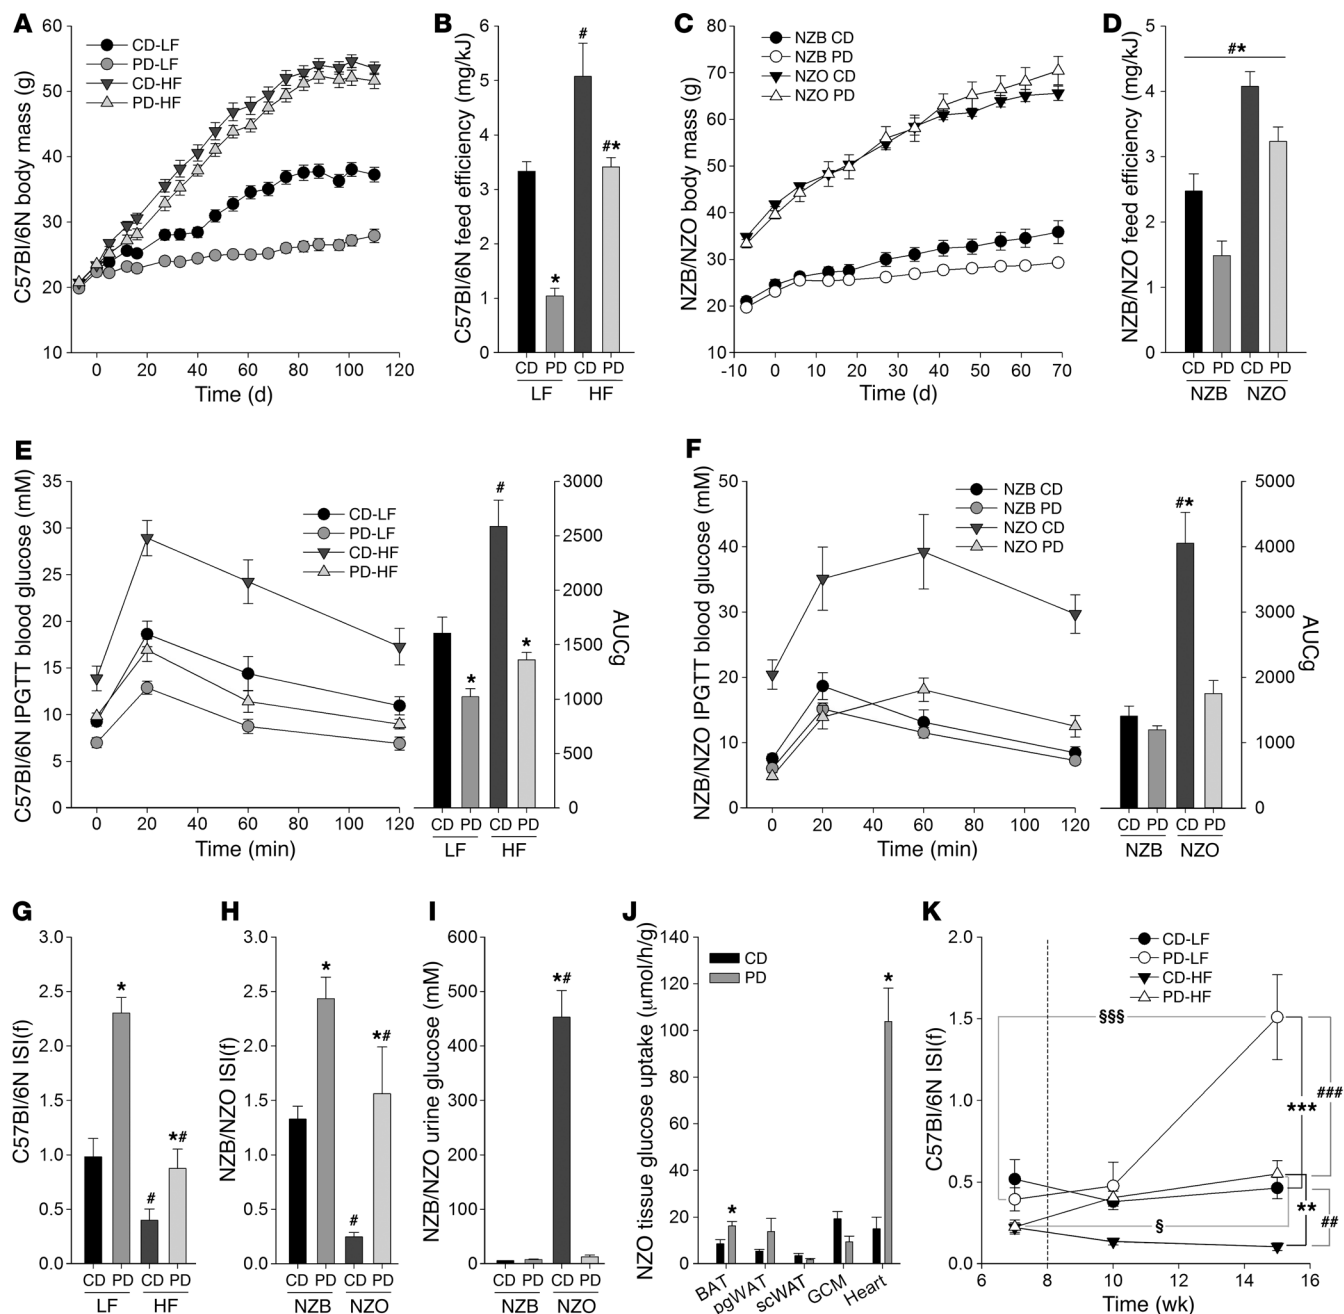 A
C57Bl/6N body mass (g)
60
50
40
30
20
10
CD-LF
PD-LF
CD-HF
PD-HF
0 20 40 60 80 100 120
Time (d)
B
C57Bl/6N feed efficiency (mg/kJ)
6
5
4
3
2
1
0
*
#
#*
CD PD CD PD
LF HF
C
NZB/NZO body mass (g)
80
70
60
50
40
30
20
10
NZB CD
NZB PD
NZO CD
NZO PD
-10 0 10 20 30 40 50 60 70
Time (d)
D
NZB/NZO feed efficiency (mg/kJ)
5
4
3
2
1
0
#*
CD PD CD PD
NZB NZO
E
C57Bl/6N IPGTT blood glucose (mM)
35
30
25
20
15
10
5
0
CD-LF
PD-LF
CD-HF
PD-HF
0 20 40 60 80 100 120
Time (min)
*
#
*
CD PD CD PD
LF HF
3000
2500
2000
1500
1000
500
0
AUCg
F
NZB/NZO IPGTT blood glucose (mM)
50
40
30
20
10
0
NZB CD
NZB PD
NZO CD
NZO PD
0 20 40 60 80 100 120
Time (min)
#*
CD PD CD PD
NZB NZO
5000
4000
3000
2000
1000
0
AUCg
G
C57Bl/6N ISI(f)
3.0
2.5
2.0
1.5
1.0
0.5
0.0
*
#
*#
CD PD CD PD
LF HF
H
NZB/NZO ISI(f)
3.0
2.5
2.0
1.5
1.0
0.5
0.0
*
#
*#
CD PD CD PD
NZB NZO
I
NZB/NZO urine glucose (mM)
600
500
400
300
200
100
0
*#
CD PD CD PD
NZB NZO
J
NZO tissue glucose uptake (µmol/h/g)
140
120
100
80
60
40
20
0
CD
PD
*
*
BAT pgWAT scWAT GCM Heart
K
C57Bl/6N ISI(f)
2.0
1.5
1.0
0.5
0.0
CD-LF
PD-LF
CD-HF
PD-HF
§§§
§
***
**
###
##
6 8 10 12 14 16
Time (wk)